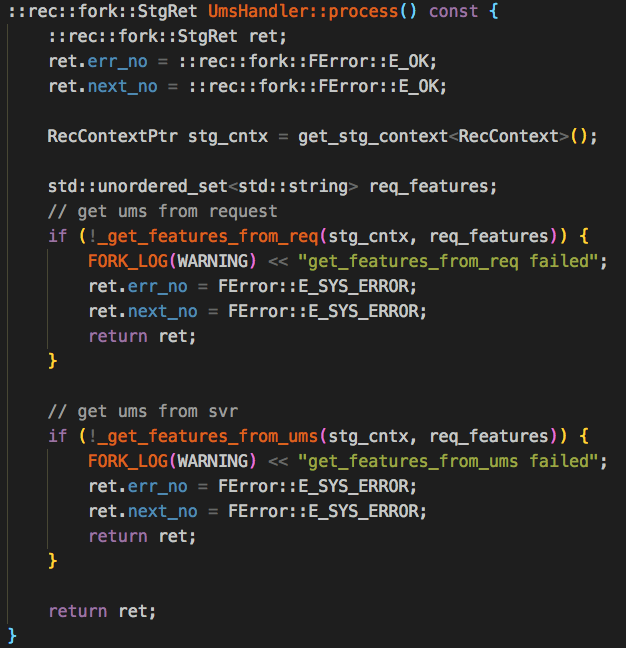 ::rec::fork::StgRet UmsHandler::process() const {
    ::rec::fork::StgRet ret;
    ret.err_no = ::rec::fork::FError::E_OK;
    ret.next_no = ::rec::fork::FError::E_OK;

    RecContextPtr stg_cntx = get_stg_context<RecContext>();

    std::unordered_set<std::string> req_features;
    // get ums from request
    if (!_get_features_from_req(stg_cntx, req_features)) {
        FORK_LOG(WARNING) << "get_features_from_req failed";
        ret.err_no = FError::E_SYS_ERROR;
        ret.next_no = FError::E_SYS_ERROR;
        return ret;
    }

    // get ums from svr
    if (!_get_features_from_ums(stg_cntx, req_features)) {
        FORK_LOG(WARNING) << "get_features_from_ums failed";
        ret.err_no = FError::E_SYS_ERROR;
        ret.next_no = FError::E_SYS_ERROR;
        return ret;
    }

    return ret;
}